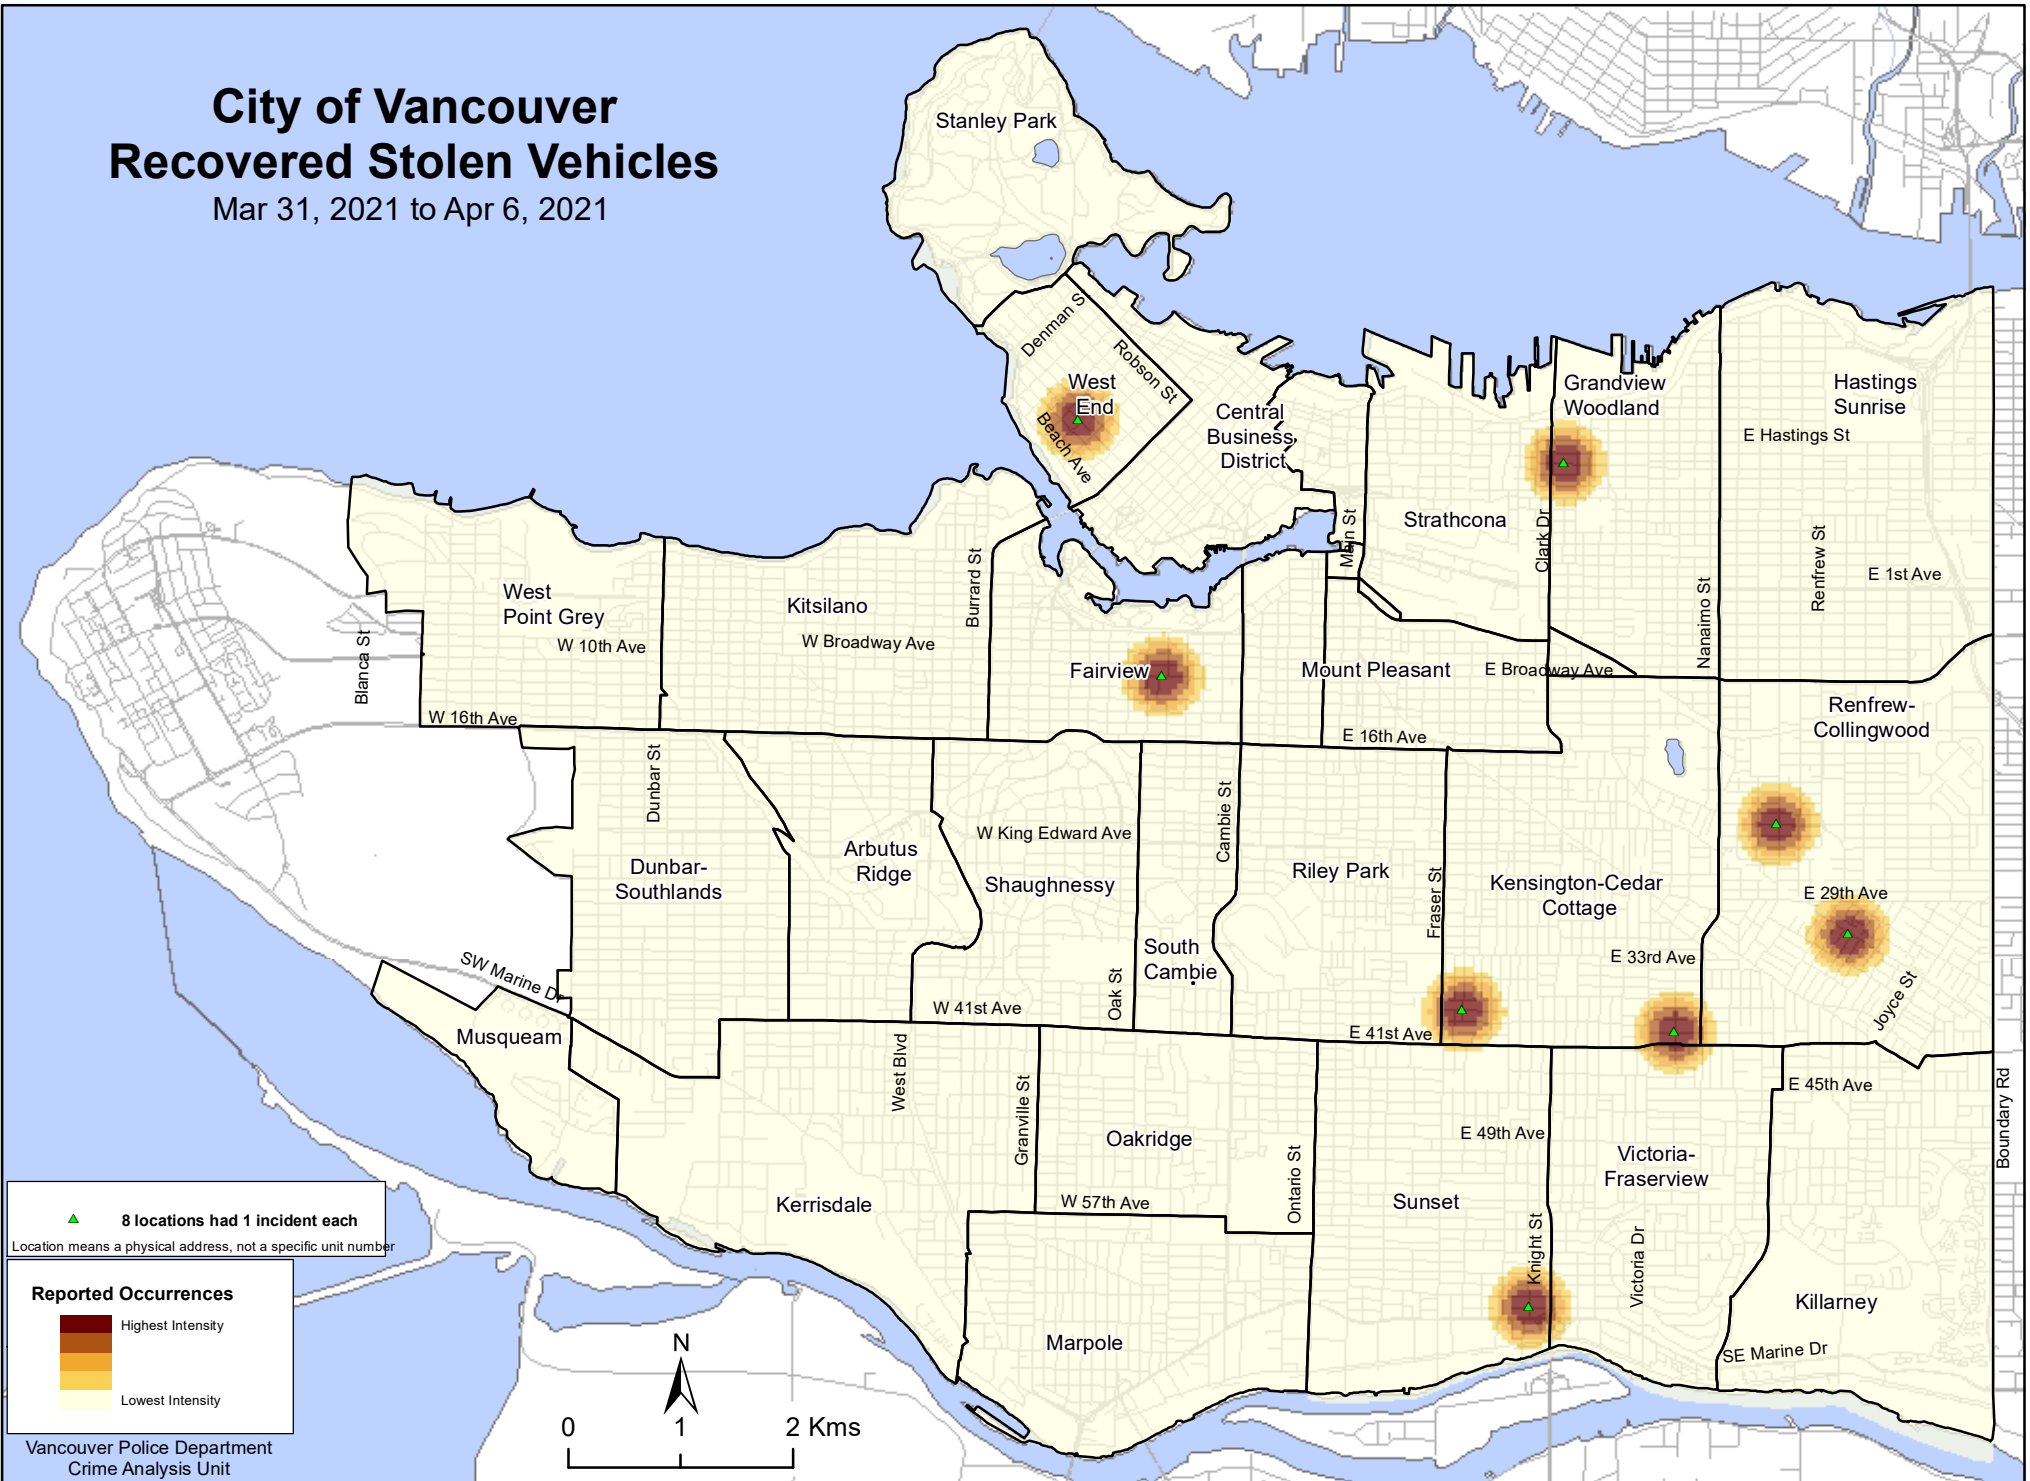 City of Vancouver
Recovered Stolen Vehicles
Mar 31, 2021 to Apr 6, 2021
Stanley Park
Denman S
Robson St
West
End
Beach Ave
Central
Business
District
Grandview
Woodland
Hastings
Sunrise
E Hastings St
Strathcona
Main St
Clark Dr
Nanaimo St
Renfrew St
E 1st Ave
West
Point Grey
W 10th Ave
Blanca St
W 16th Ave
Kitsilano
W Broadway Ave
Burrard St
Fairview
Mount Pleasant
E Broadway Ave
E 16th Ave
Renfrew-
Collingwood
Dunbar St
Dunbar-
Southlands
Arbutus
Ridge
W King Edward Ave
Shaughnessy
Cambie St
Riley Park
Fraser St
Kensington-Cedar
Cottage
E 29th Ave
E 33rd Ave
Joyce St
South
Cambie
Oak St
SW Marine Dr
W 41st Ave
E 41st Ave
Musqueam
West Blvd
Granville St
Oakridge
Ontario St
E 49th Ave
E 45th Ave
Boundary Rd
Victoria-
Fraserview
Kerrisdale
W 57th Ave
Sunset
Knight St
Victoria Dr
Killarney
SE Marine Dr
Marpole
8 locations had 1 incident each
Location means a physical address, not a specific unit number
Reported Occurrences
Highest Intensity
Lowest Intensity
N
0 1 2 Kms
Vancouver Police Department
Crime Analysis Unit